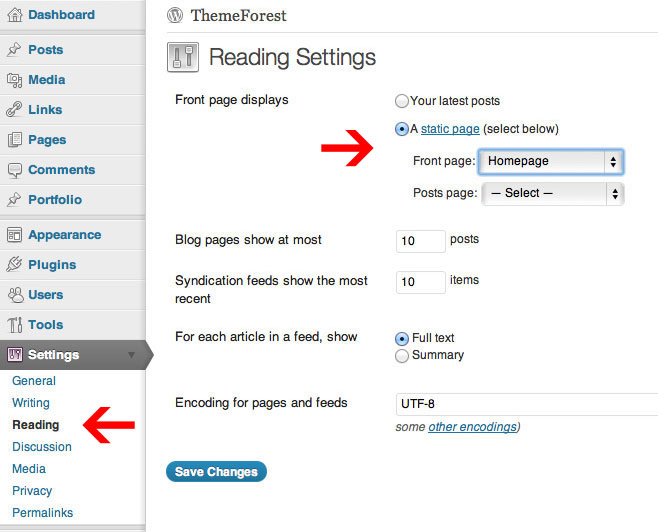 Dashboard
Posts
Media
Links
Pages
Comments
Portfolio
Appearance
Plugins
Users
Tools
Settings
General
Writing
Reading
Discussion
Media
Privacy
Permalinks
ThemeForest
Reading Settings
Front page displays
Your latest posts
A static page (select below)
Front page: Homepage
Posts page: — Select —
Blog pages show at most 10 posts
Syndication feeds show the most
recent
10 items
For each article in a feed, show
Full text
Summary
Encoding for pages and feeds
UTF-8
some other encodings)
Save Changes